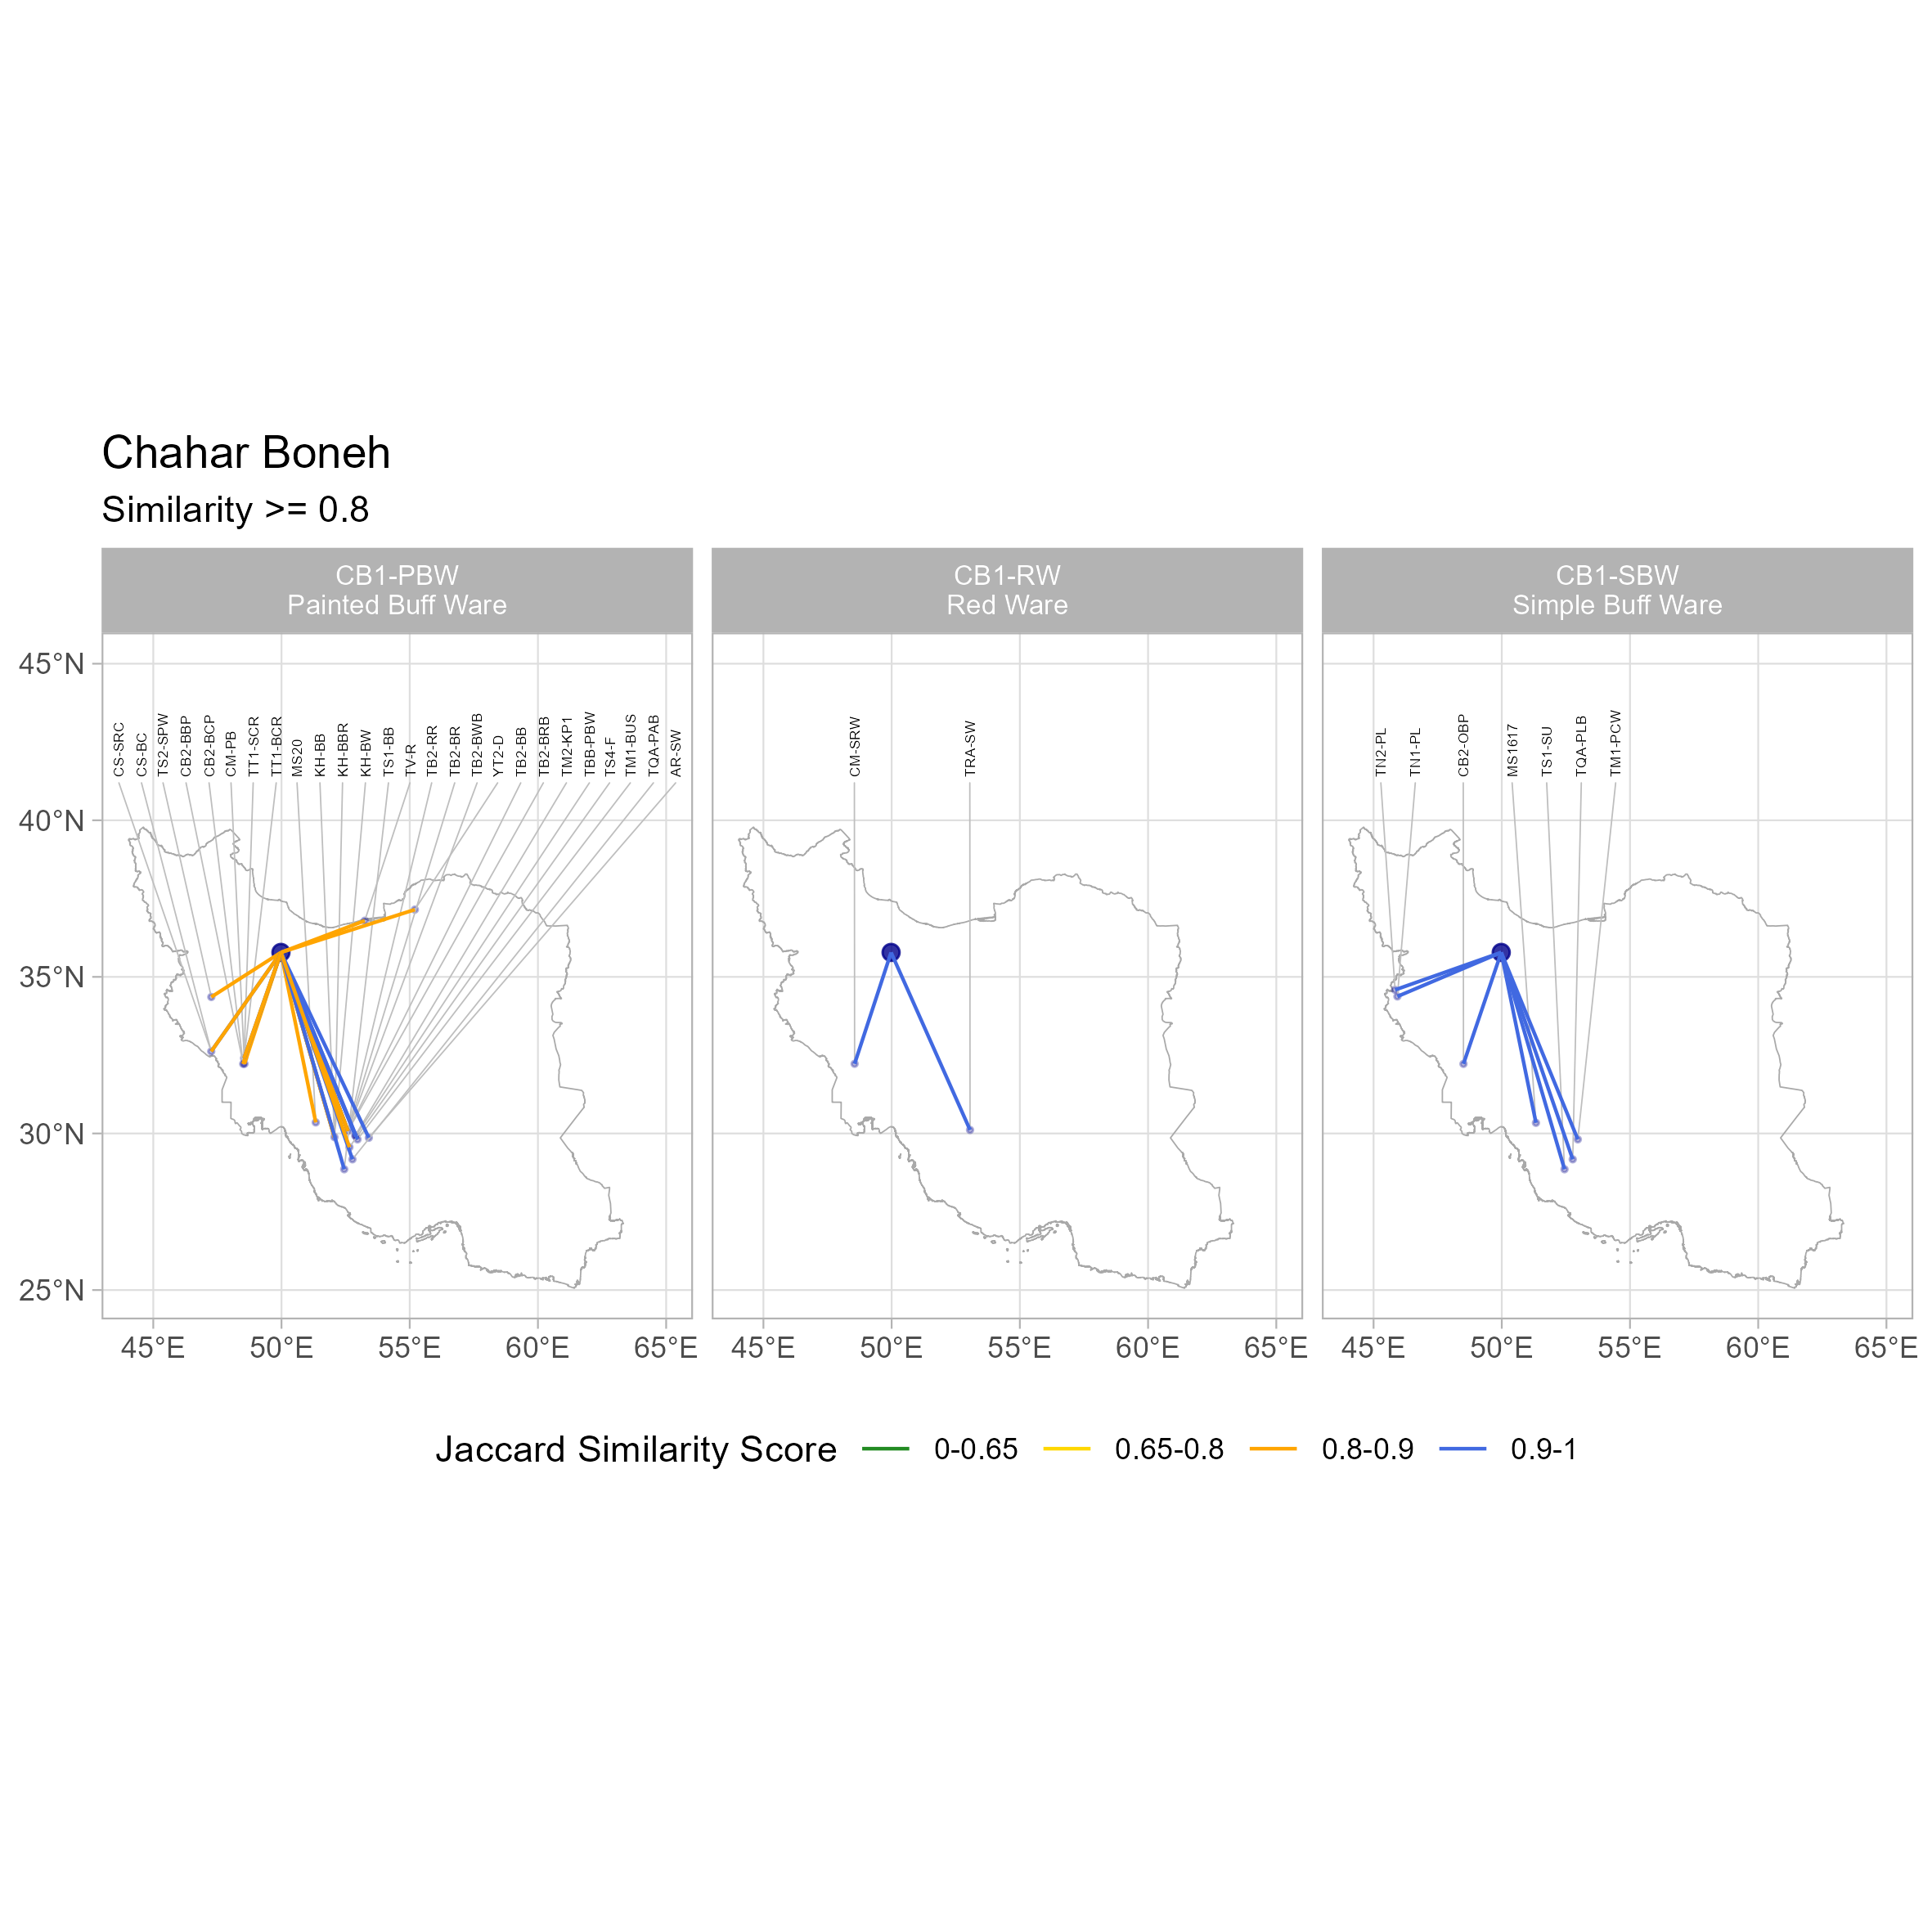 Chahar Boneh
Similarity >= 0.8
CB1-PBW
Painted Buff Ware
CB1-RW
Red Ware
CB1-SBW
Simple Buff Ware
45°N
40°N
35°N
30°N
25°N
CS-SRC
CS-BC
TS2-SPW
CB2-BBP
CB2-BCP
CM-PB
TT1-SCR
TT1-BCR
MS20
KH-BB
KH-BBR
KH-BW
TS1-BB
TV-R
TB2-RR
TB2-BR
TB2-BWB
YT2-D
TB2-BB
TB2-BRB
TM2-KP1
TBB-PBW
TS4-F
TM1-BUS
TQA-PAB
AR-SW
CM-SRW
TRA-SW
TN2-PL
TN1-PL
CB2-OBP
MS1617
TS1-SU
TQA-PLB
TM1-PCW
45°E 50°E 55°E 60°E 65°E
45°E 50°E 55°E 60°E 65°E
45°E 50°E 55°E 60°E 65°E
Jaccard Similarity Score 0-0.65 0.65-0.8 0.8-0.9 0.9-1